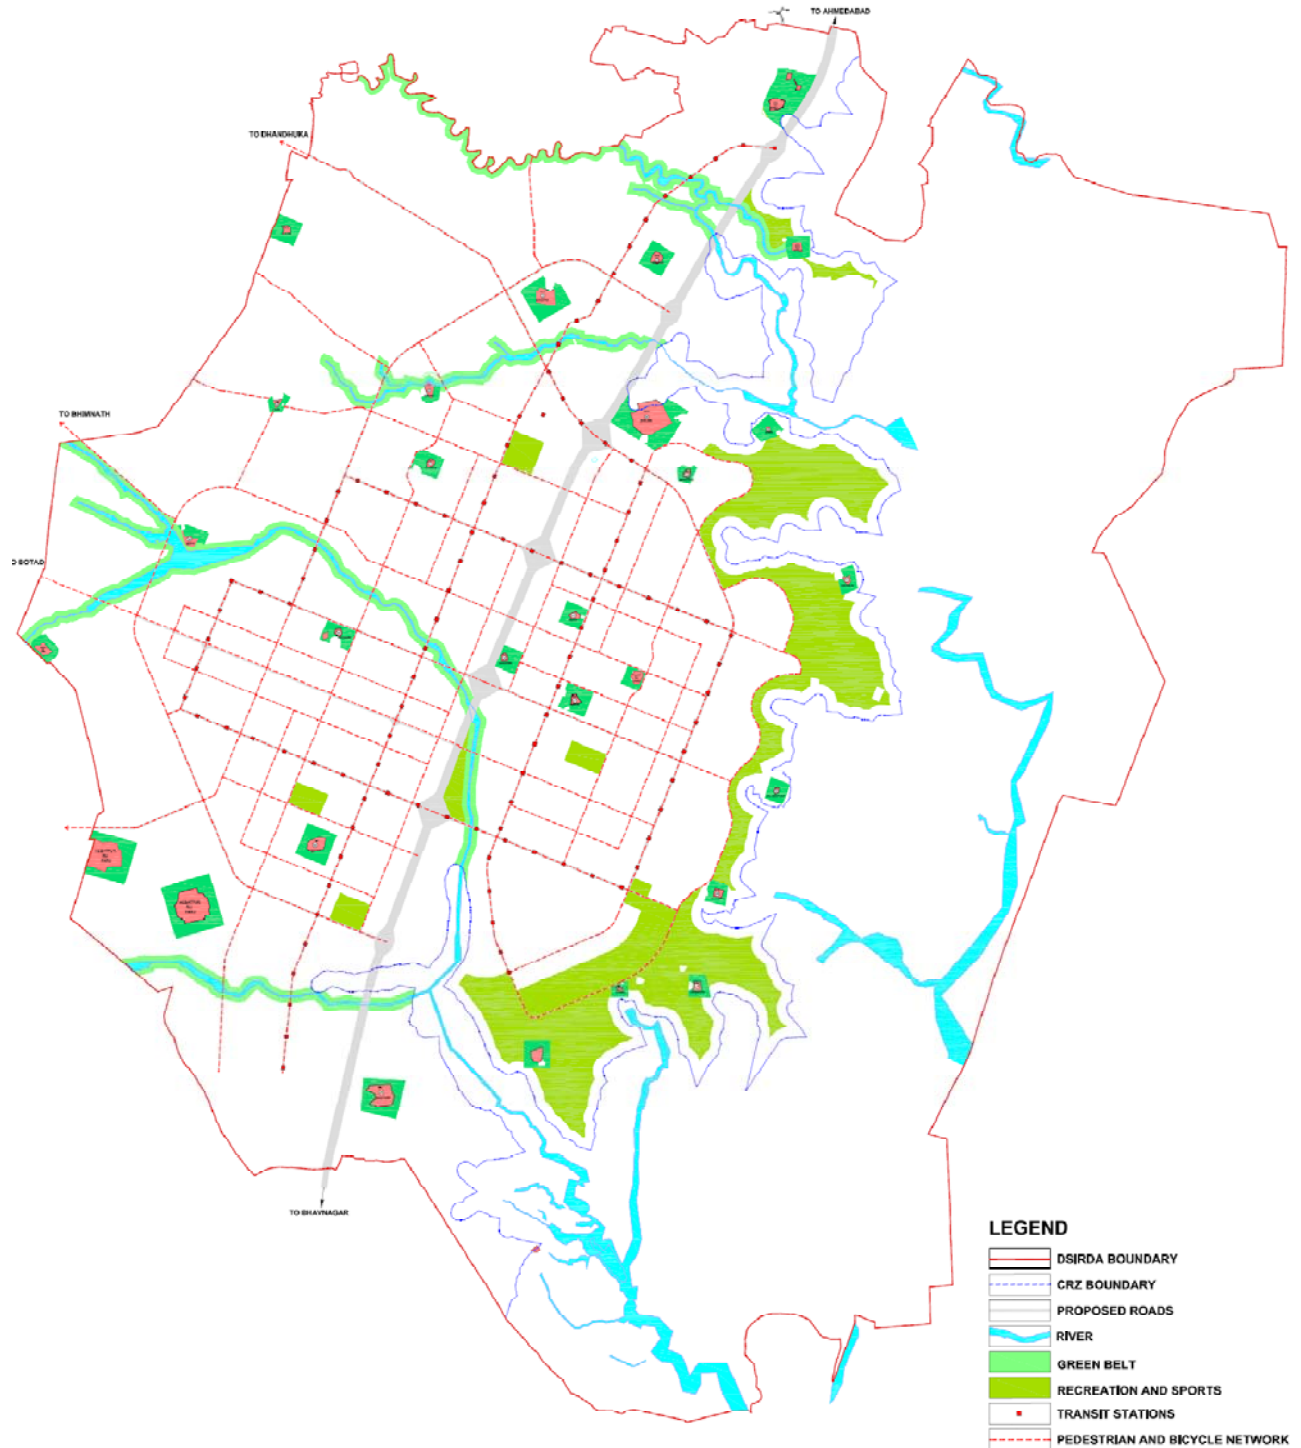 TO AHMEDABAD
TO DHANDHUKA
TO BHIMNATH
O BOTAD
TO BHAVNAGAR
LEGEND
DSIRDA BOUNDARY
CRZ BOUNDARY
PROPOSED ROADS
RIVER
GREEN BELT
RECREATION AND SPORTS
TRANSIT STATIONS
PEDESTRIAN AND BICYCLE NETWORK